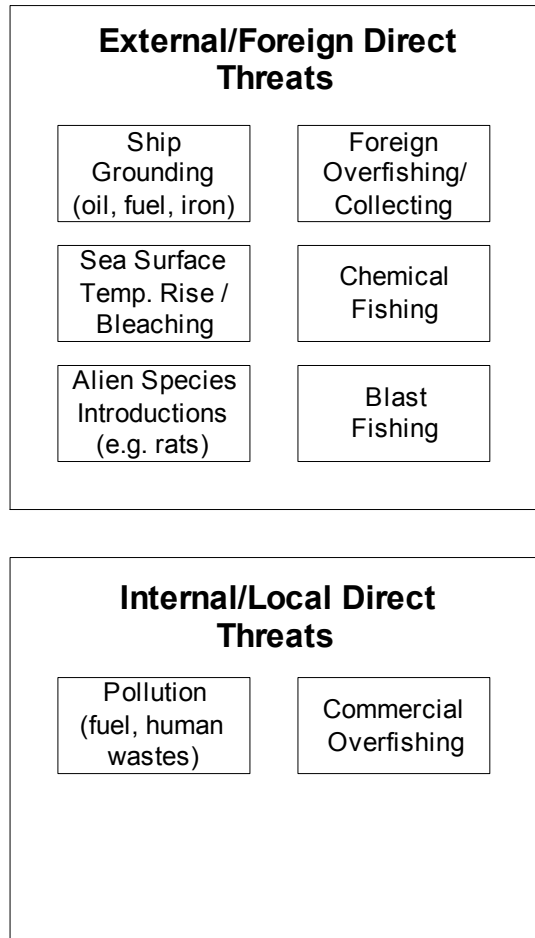 External/Foreign Direct
Threats
Ship
Grounding
(oil, fuel, iron)
Foreign
Overfishing/
Collecting
Sea Surface
Temp. Rise /
Bleaching
Chemical
Fishing
Alien Species
Introductions
(e.g. rats)
Blast
Fishing
Internal/Local Direct
Threats
Pollution
(fuel, human
wastes)
Commercial
Overfishing